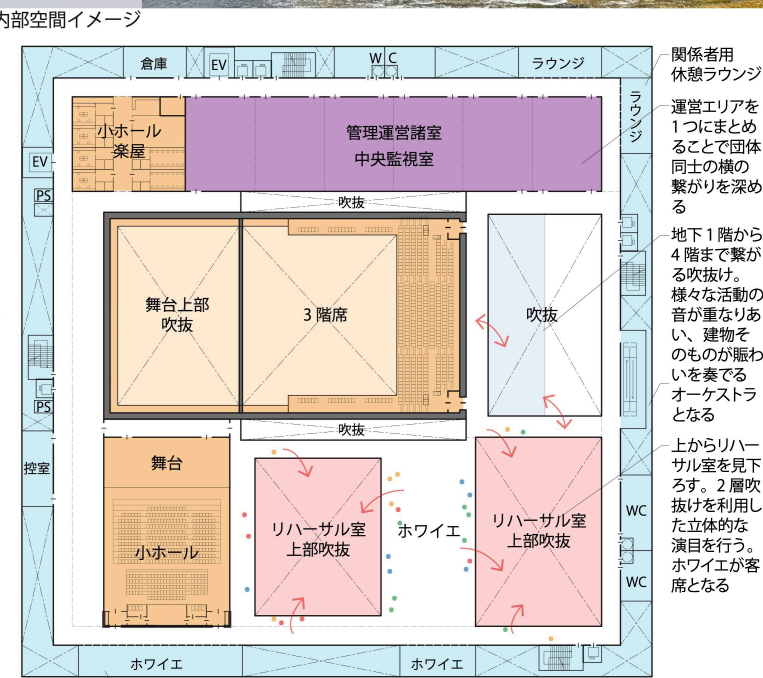 内部空間イメージ
倉庫
EV
W C
ラウンジ
関係者用
休憩ラウンジ
ラウンジ
運営エリアを
1つにまとめ
ることで団体
同士の横の
繋がりを深め
る
小ホール
楽屋
管理運営諸室
中央監視室
EV
PS
吹抜
地下1階から
4階まで繋が
る吹抜け。
様々な活動の
音が重なりあ
い、建物そ
のものが賑わ
いを奏でる
オーケストラ
となる
舞台上部
吹抜
3階席
吹抜
PS
吹抜
控室
舞台
小ホール
リハーサル室
上部吹抜
ホワイエ
リハーサル室
上部吹抜
上からリハー
サル室を見下
ろす。2層吹
抜けを利用し
た立体的な
演目を行う。
ホワイエが客
席となる
WC
WC
ホワイエ
ホワイエ